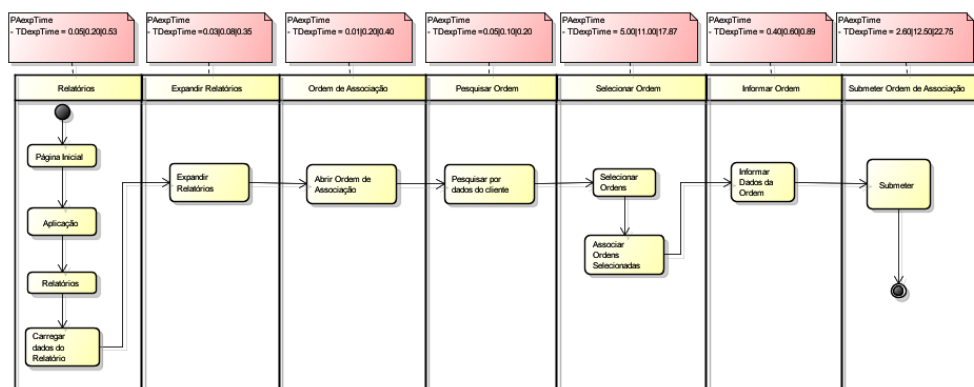 PAexpTime
- TDexpTime = 0.05|0.20|0.53
PAexpTime
- TDexpTime =0.03|0.08|0.35
PAexpTime
- TDexpTime = 0.01|0.20|0.40
PAexpTime
- TDexpTime =0.05|0.10|0.20
PAexpTime
- TDexpTime = 5.00|11.00|17.87
PAexpTime
- TDexpTime = 0.40|0.60|0.89
PAexpTime
- TDexpTime = 2.60|12.50|22.75
Relatórios
Expandir Relatórios
Ordem de Associação
Pesquisar Ordem
Selecionar Ordem
Informar Ordem
Submeter Ordem de Associação
Página Inicial
Aplicação
Relatórios
Carregar
dados do
Relatório
Expandir
Relatórios
Abrir Ordem de
Associação
Pesquisar por
dados do cliente
Selecionar
Ordens
Associar
Ordens
Selecionadas
Informar
Dados da
Ordem
Submeter